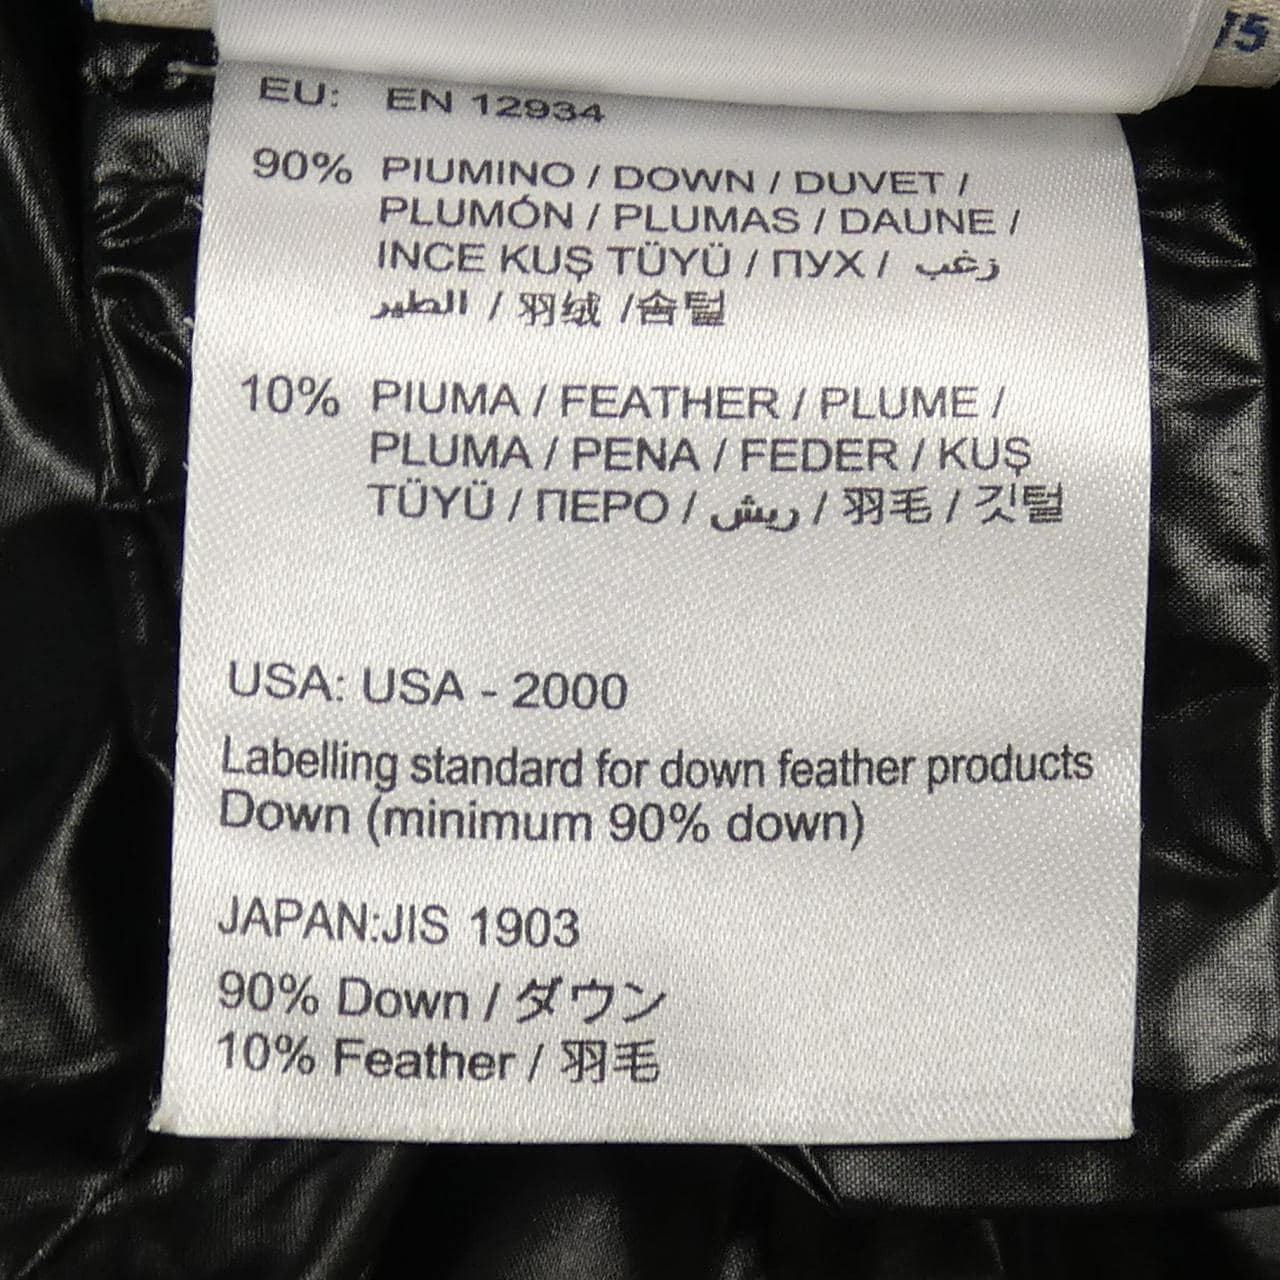 75
EU: EN 12934
90% PIUMINO / DOWN / DUVET /
PLUMÓN / PLUMAS / DAUNE /
INCE KUŞ TÜYÜ / ПУХ / زغب
الطير / 羽绒 /솜털
10% PIUMA / FEATHER / PLUME /
PLUMA / PENA / FEDER / KUŞ
TÜYÜ / ПЕРО / ريش / 羽毛 / 깃털
USA: USA - 2000
Labelling standard for down feather products
Down (minimum 90% down)
JAPAN:JIS 1903
90% Down / ダウン
10% Feather / 羽毛